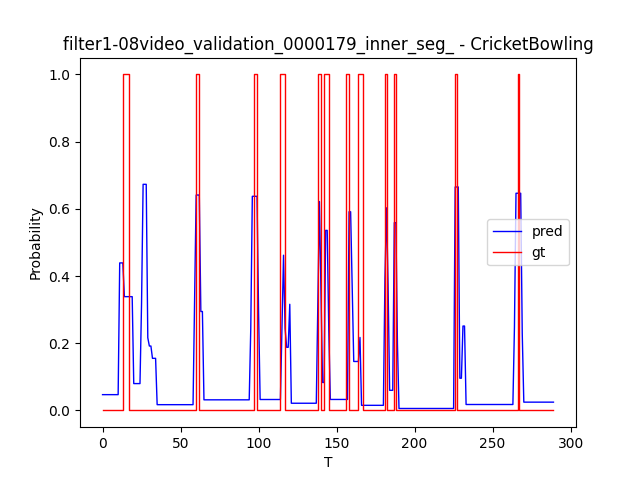 filter1-08video_validation_0000179_inner_seg_ - CricketBowling
1.0
0.8
0.6
0.4
0.2
0.0
Probability
pred
gt
0 50 100 150 200 250 300
T